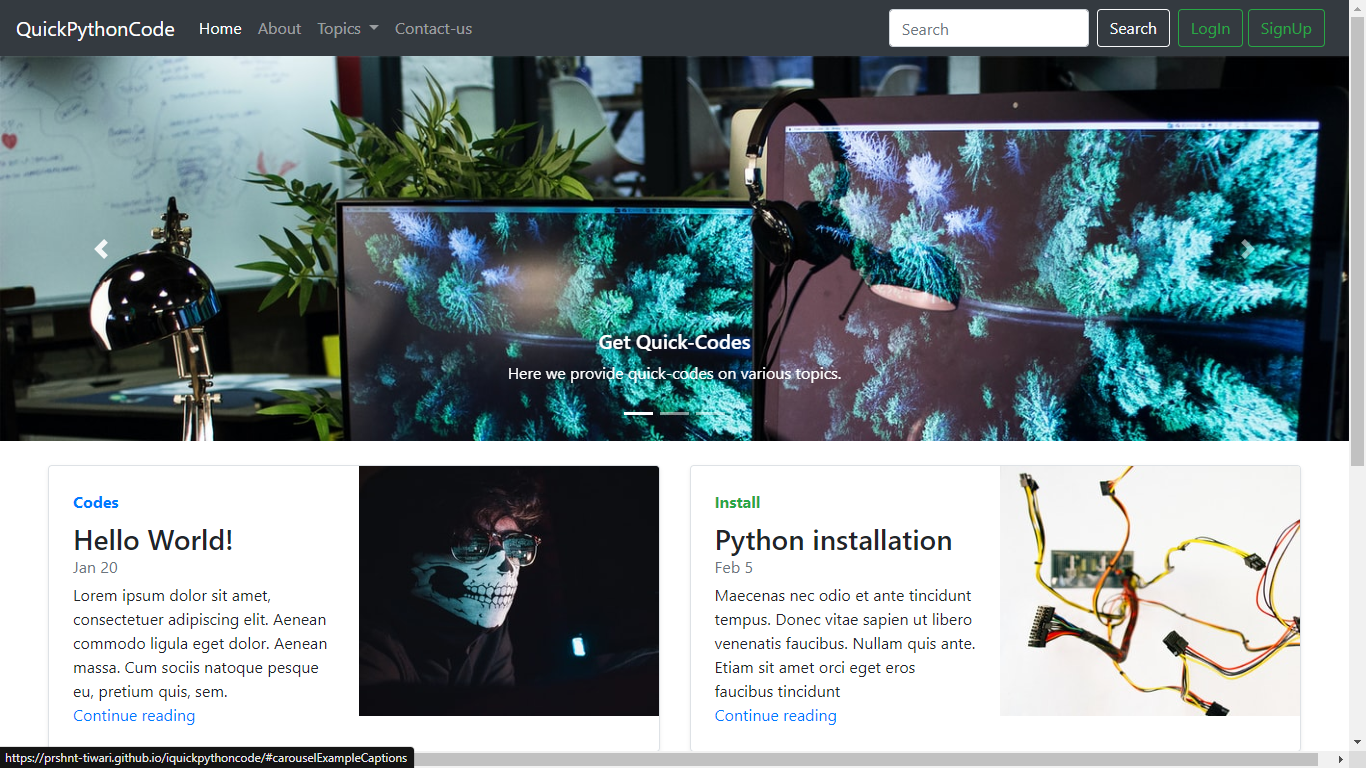 QuickPythonCode Home About Topics Contact-us Search Search LogIn SignUp
Get Quick-Codes
Here we provide quick-codes on various topics.
Codes
Hello World!
Jan 20
Lorem ipsum dolor sit amet,
consectetuer adipiscing elit. Aenean
commodo ligula eget dolor. Aenean
massa. Cum sociis natoque pesque
eu, pretium quis, sem.
Continue reading
Install
Python installation
Feb 5
Maecenas nec odio et ante tincidunt
tempus. Donec vitae sapien ut libero
venenatis faucibus. Nullam quis ante.
Etiam sit amet orci eget eros
faucibus tincidunt
Continue reading
https://prshnt-tiwari.github.io/iquickpythoncode/#carouselExampleCaptions